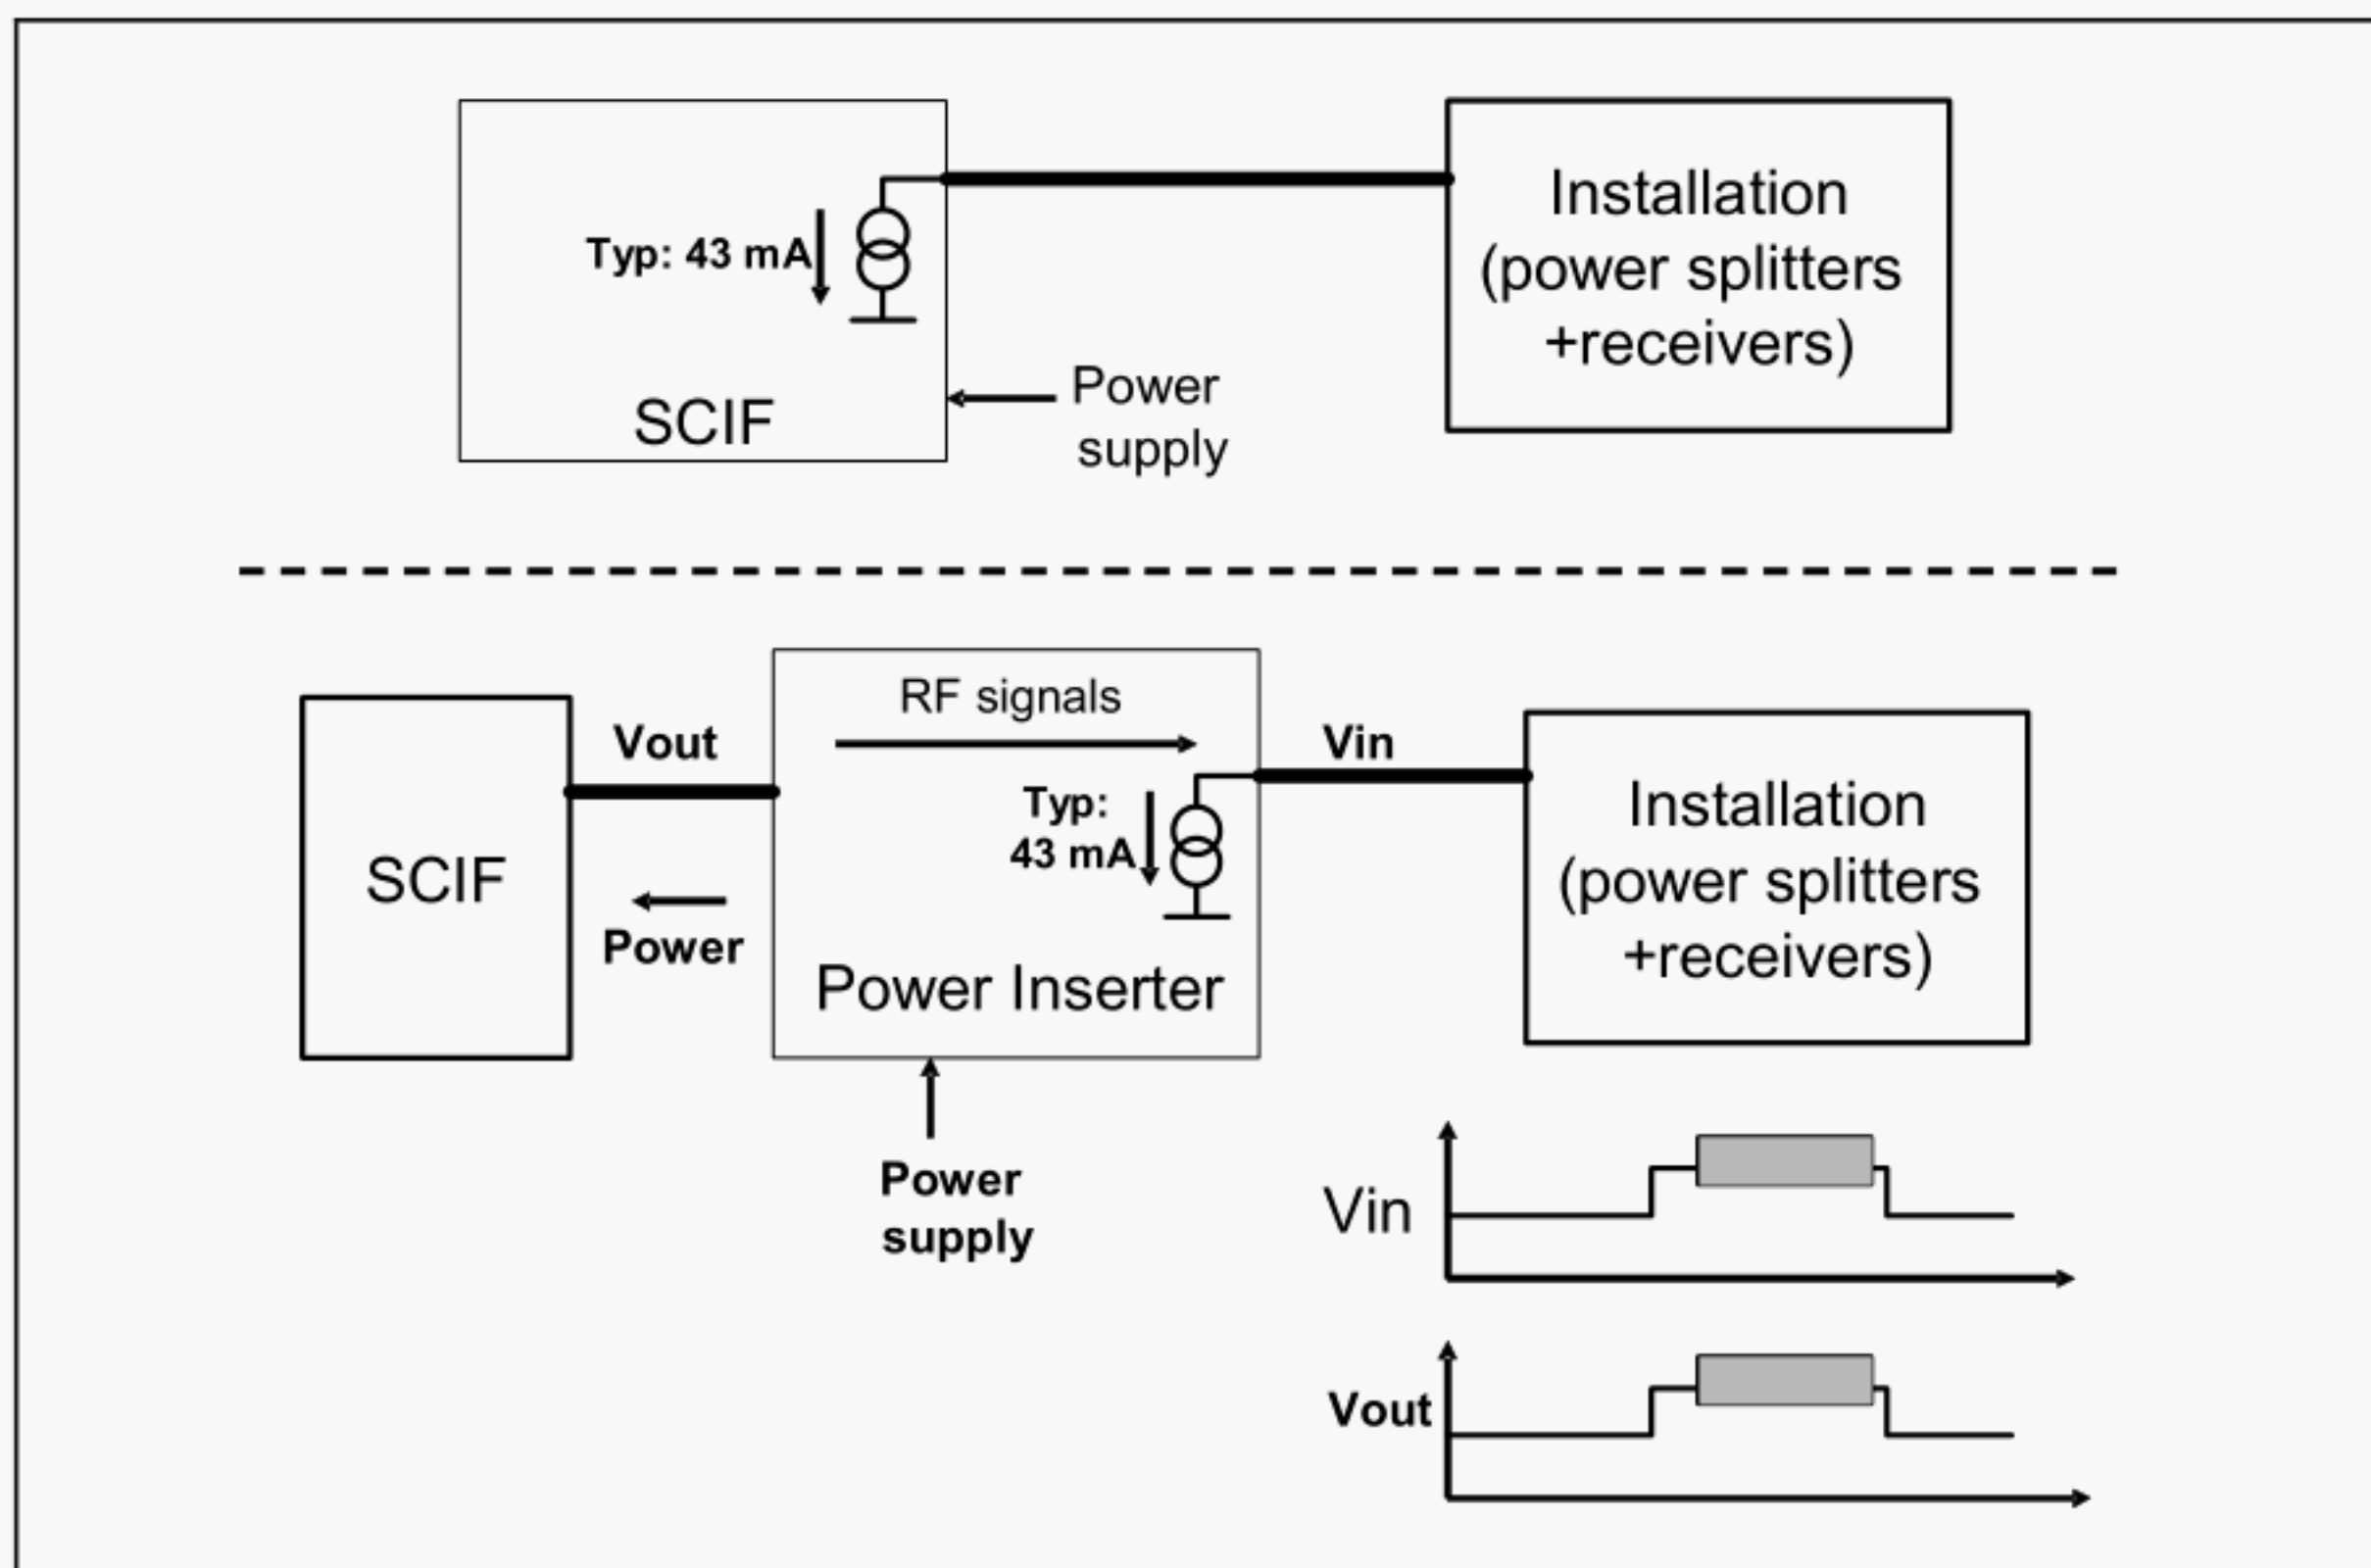 Installation
(power splitters
+receivers)
Typ: 43 mA
SCIF
Power
supply
RF signals
Vout
Vin
Typ:
43 mA
SCIF
Power
Power Inserter
Installation
(power splitters
+receivers)
Power
supply
Vin
Vout